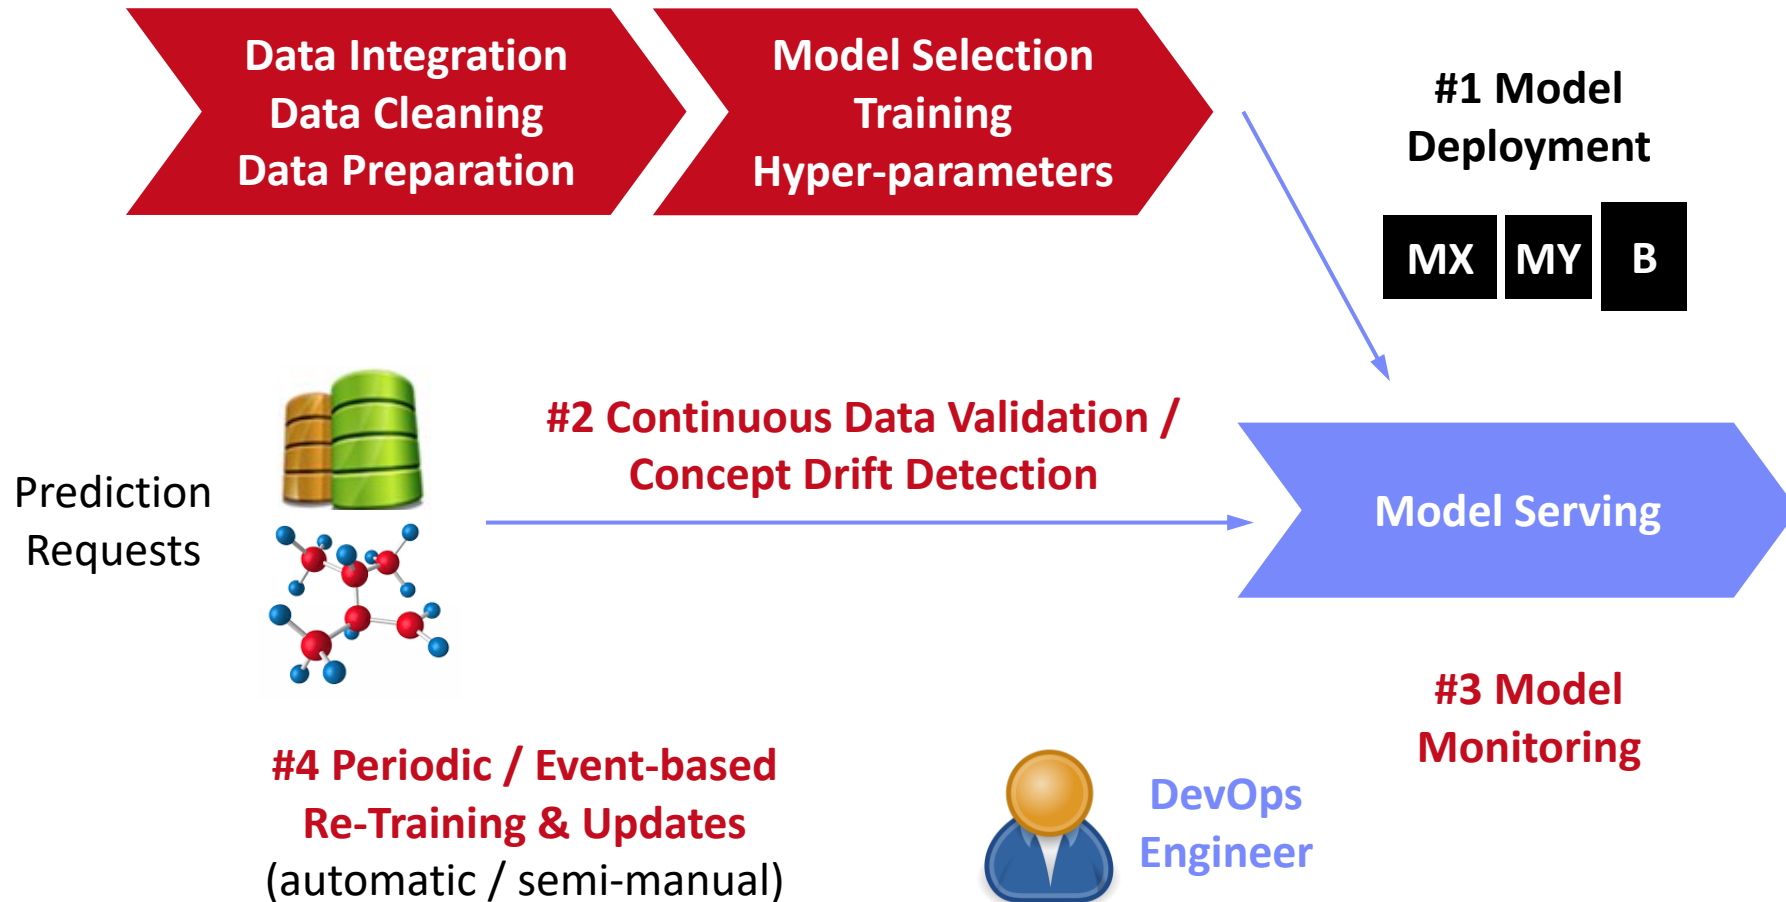 Data Integration
Data Cleaning
Data Preparation
Model Selection
Training
Hyper-parameters
#1 Model
Deployment
MX MY B
#2 Continuous Data Validation /
Concept Drift Detection
Prediction
Requests
Model Serving
#3 Model
Monitoring
#4 Periodic / Event-based
Re-Training & Updates
(automatic / semi-manual)
DevOps
Engineer